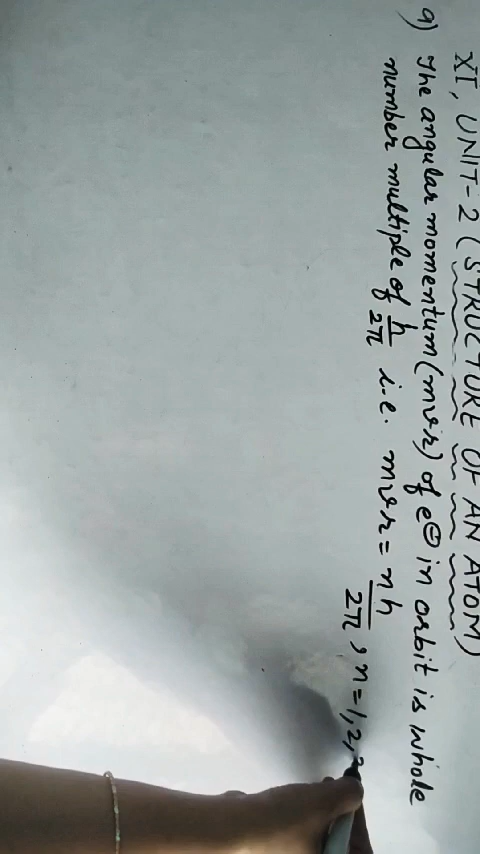 XI, UNIT-2 (STRUCTURE OF AN ATOM)
9) The angular momentum (mvr) of e⊖ in orbit is whole
number multiple of h/2π i.e. mvr = nh/2π, n = 1, 2, 3